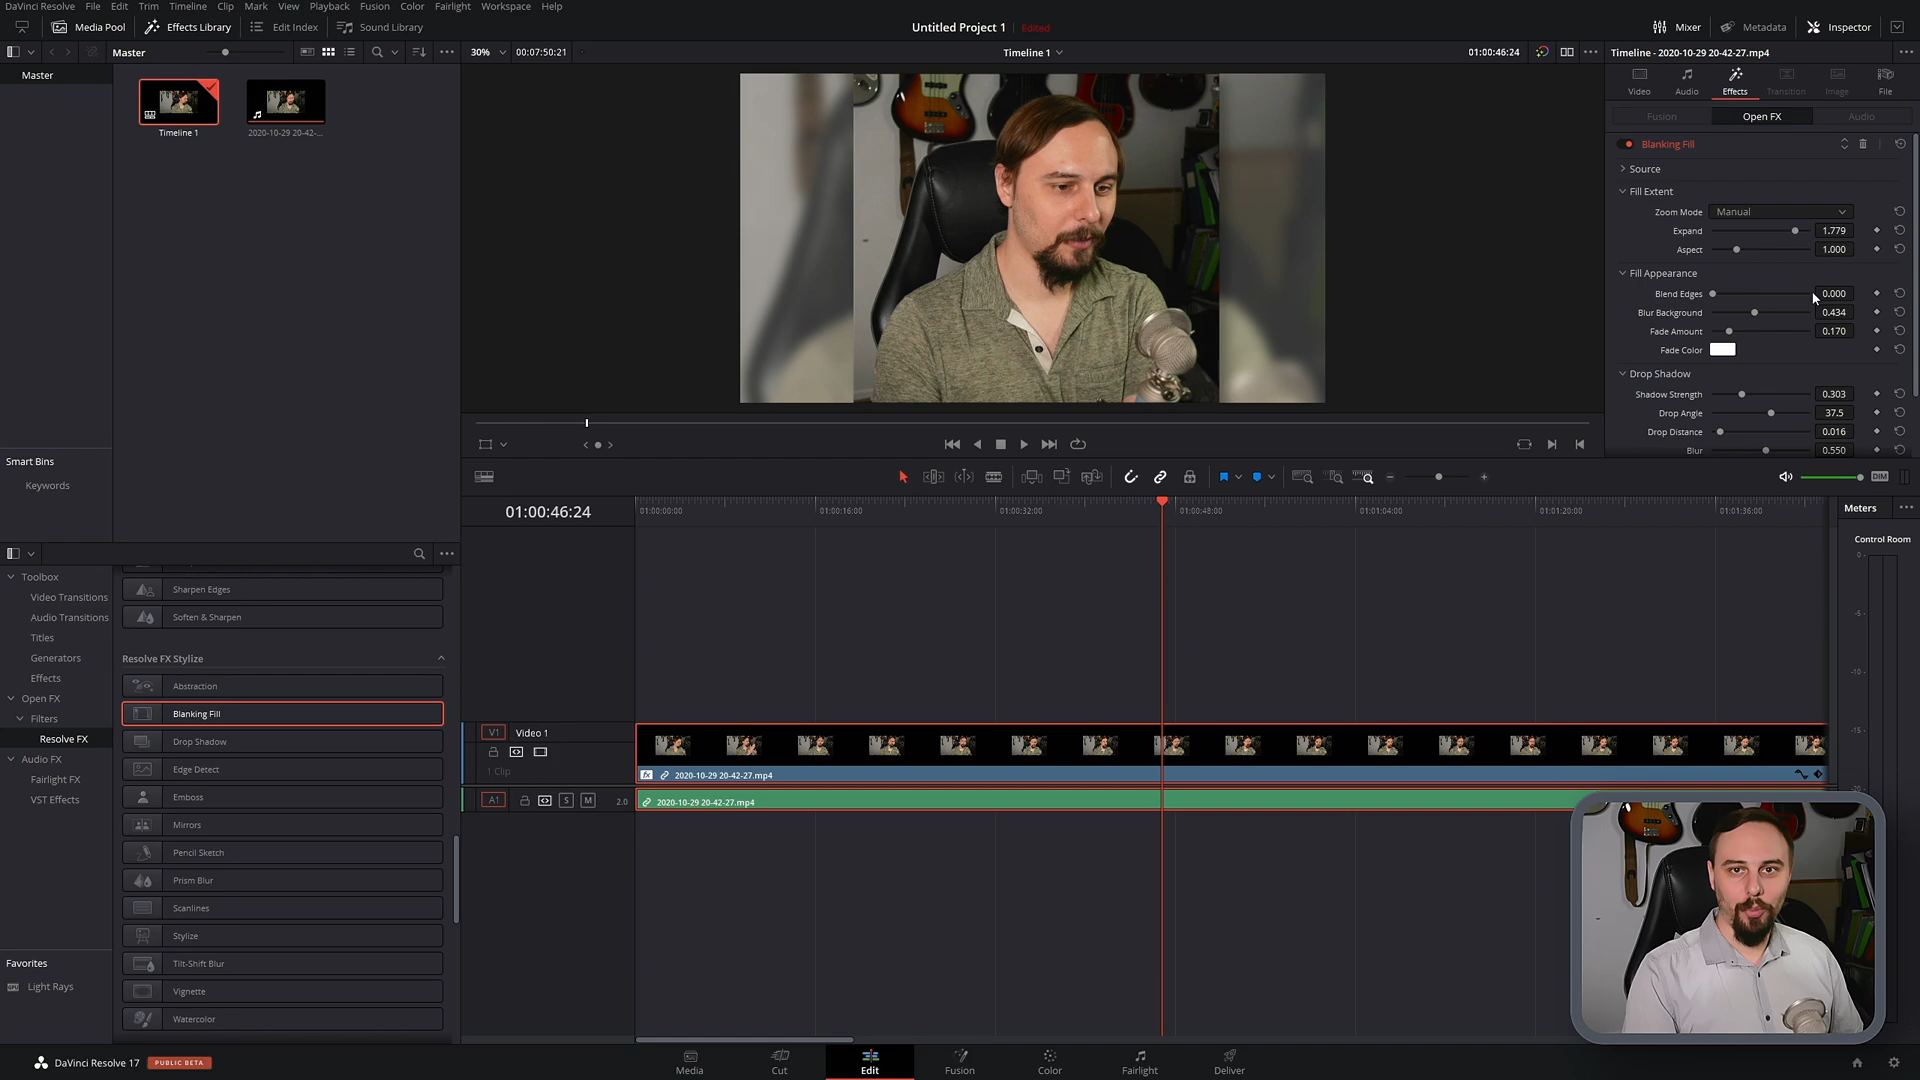 DaVinci Resolve File Edit Trim Timeline Clip Mark View Playback Fusion Color Fairlight Workspace Help
Media Pool Effects Library Edit Index Sound Library
Untitled Project 1 Edited
Mixer Metadata Inspector
Master
30% 00:07:50:21
Timeline 1
01:00:46:24
Timeline - 2020-10-29 20-42-27.mp4
Master
Timeline 1
2020-10-29 20-42-...
Video Audio Effects Transition Image File
Fusion Open FX Audio
Blanking Fill
Source
Fill Extent
Zoom Mode Manual
Expand 1.779
Aspect 1.000
Fill Appearance
Blend Edges 0.000
Blur Background 0.434
Fade Amount 0.170
Fade Color
Drop Shadow
Shadow Strength 0.303
Drop Angle 37.5
Drop Distance 0.016
Blur 0.550
Smart Bins
Keywords
DIM
01:00:46:24
01:00:00:00 01:00:16:00 01:00:32:00 01:00:48:00 01:01:04:00 01:01:20:00 01:01:36:00
Meters
Control Room
0
-5
-10
-15
-20
Toolbox
Video Transitions
Audio Transitions
Titles
Generators
Effects
Open FX
Filters
Resolve FX
Audio FX
Fairlight FX
VST Effects
Favorites
Light Rays
Sharpen Edges
Soften & Sharpen
Resolve FX Stylize
Abstraction
Blanking Fill
Drop Shadow
Edge Detect
Emboss
Mirrors
Pencil Sketch
Prism Blur
Scanlines
Stylize
Tilt-Shift Blur
Vignette
Watercolor
V1 Video 1
1 Clip
fx 2020-10-29 20-42-27.mp4
A1 S M 2.0
2020-10-29 20-42-27.mp4
DaVinci Resolve 17 PUBLIC BETA
Media Cut Edit Fusion Color Fairlight Deliver